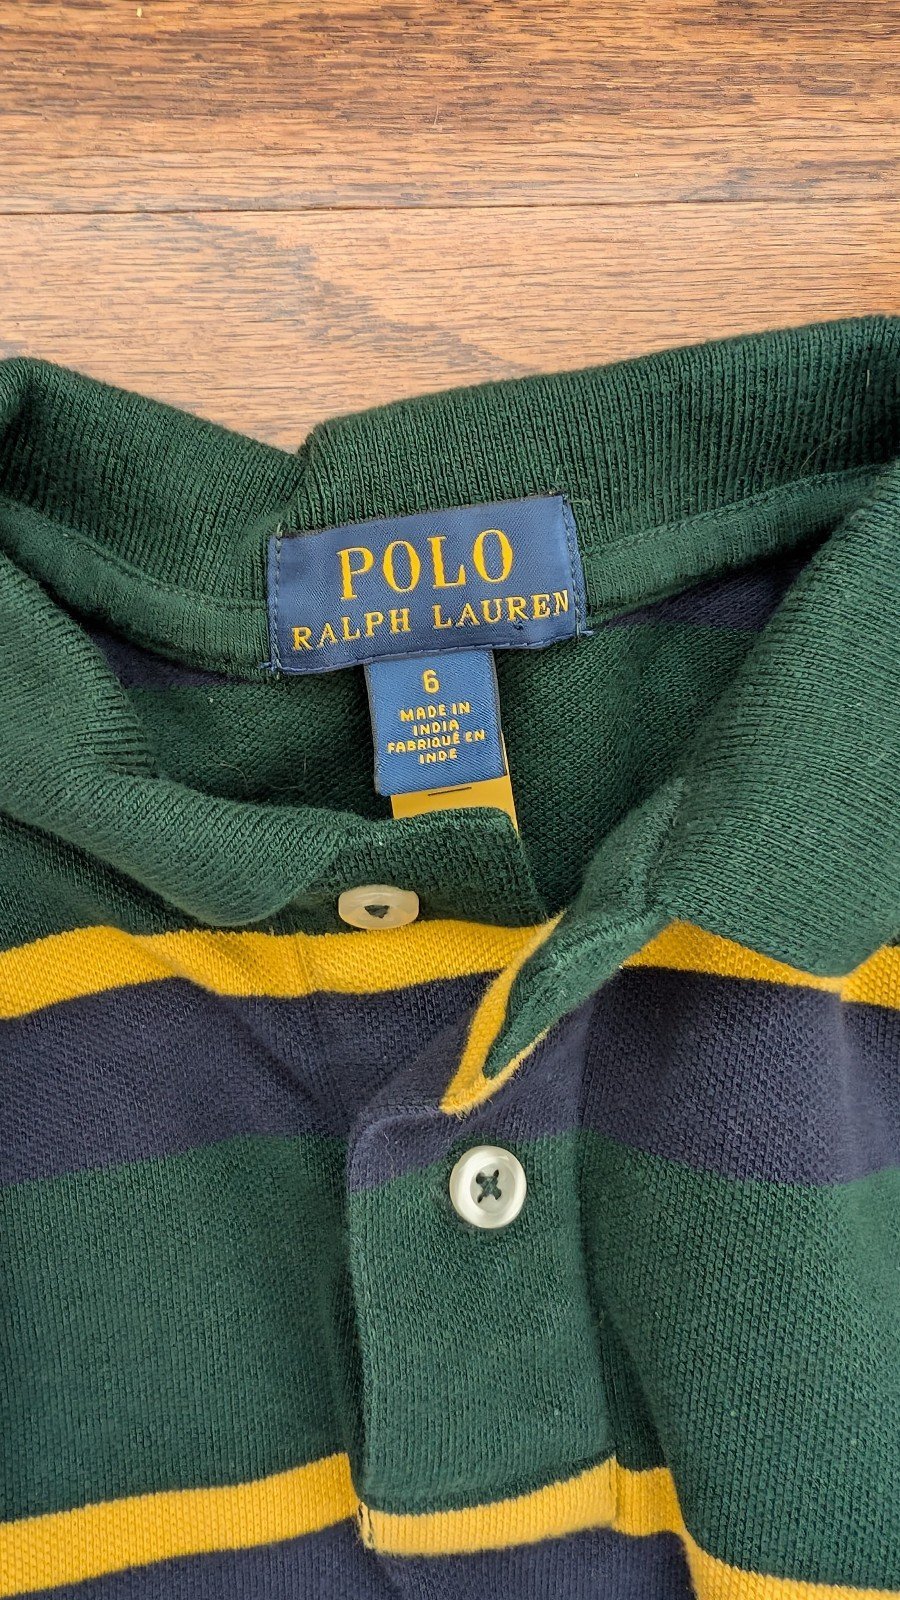 POLO
RALPH LAUREN
6
MADE IN
INDIA
FABRIQUÉ EN
INDE